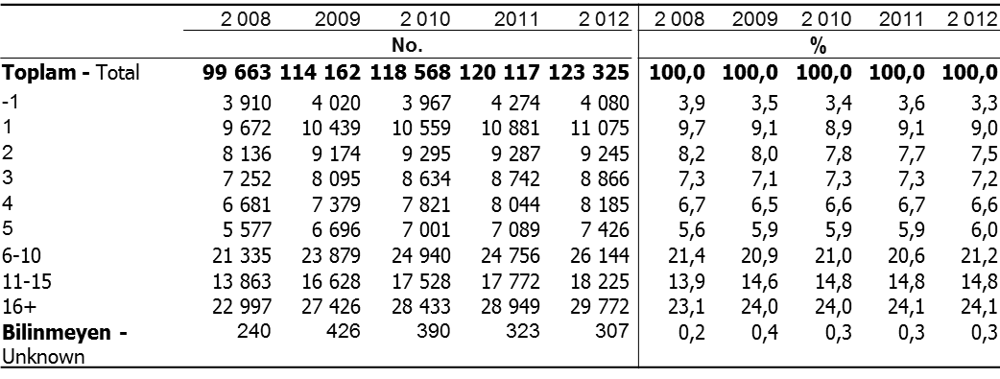 2 008 2009 2 010 2011 2 012 2 008 2009 2 010 2011 2 012
No. %
Toplam - Total 99 663 114 162 118 568 120 117 123 325 100,0 100,0 100,0 100,0 100,0
-1 3 910 4 020 3 967 4 274 4 080 3,9 3,5 3,4 3,6 3,3
1 9 672 10 439 10 559 10 881 11 075 9,7 9,1 8,9 9,1 9,0
2 8 136 9 174 9 295 9 287 9 245 8,2 8,0 7,8 7,7 7,5
3 7 252 8 095 8 634 8 742 8 866 7,3 7,1 7,3 7,3 7,2
4 6 681 7 379 7 821 8 044 8 185 6,7 6,5 6,6 6,7 6,6
5 5 577 6 696 7 001 7 089 7 426 5,6 5,9 5,9 5,9 6,0
6-10 21 335 23 879 24 940 24 756 26 144 21,4 20,9 21,0 20,6 21,2
11-15 13 863 16 628 17 528 17 772 18 225 13,9 14,6 14,8 14,8 14,8
16+ 22 997 27 426 28 433 28 949 29 772 23,1 24,0 24,0 24,1 24,1
Bilinmeyen - 240 426 390 323 307 0,2 0,4 0,3 0,3 0,3
Unknown